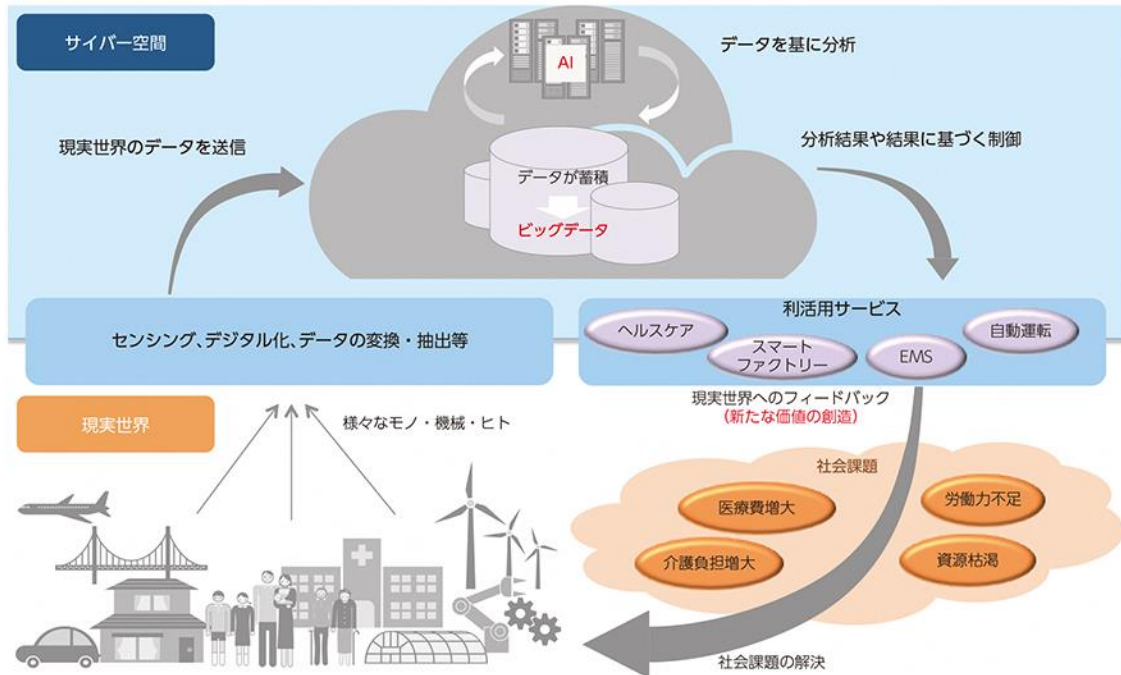 サイバー空間
AI
データを基に分析
現実世界のデータを送信
分析結果や結果に基づく制御
データが蓄積
ビッグデータ
センシング、デジタル化、データの変換・抽出等
利活用サービス
ヘルスケア
スマート
ファクトリー
EMS
自動運転
現実世界へのフィードバック
(新たな価値の創造)
現実世界
様々なモノ・機械・ヒト
社会課題
医療費増大
労働力不足
介護負担増大
資源枯渇
社会課題の解決